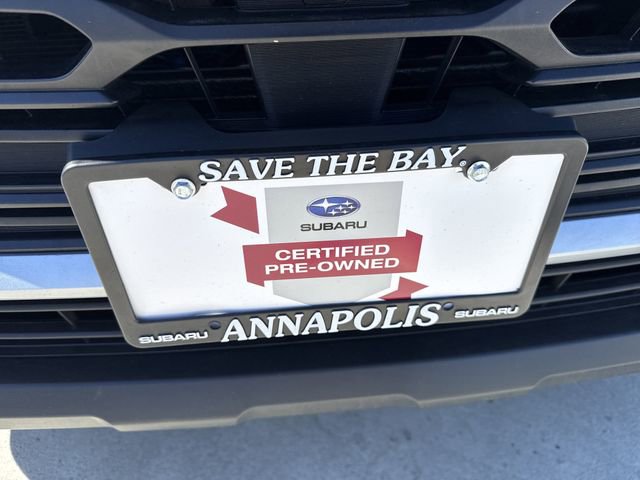 SAVE THE BAY®
SUBARU
CERTIFIED
PRE-OWNED
SUBARU ANNAPOLIS SUBARU